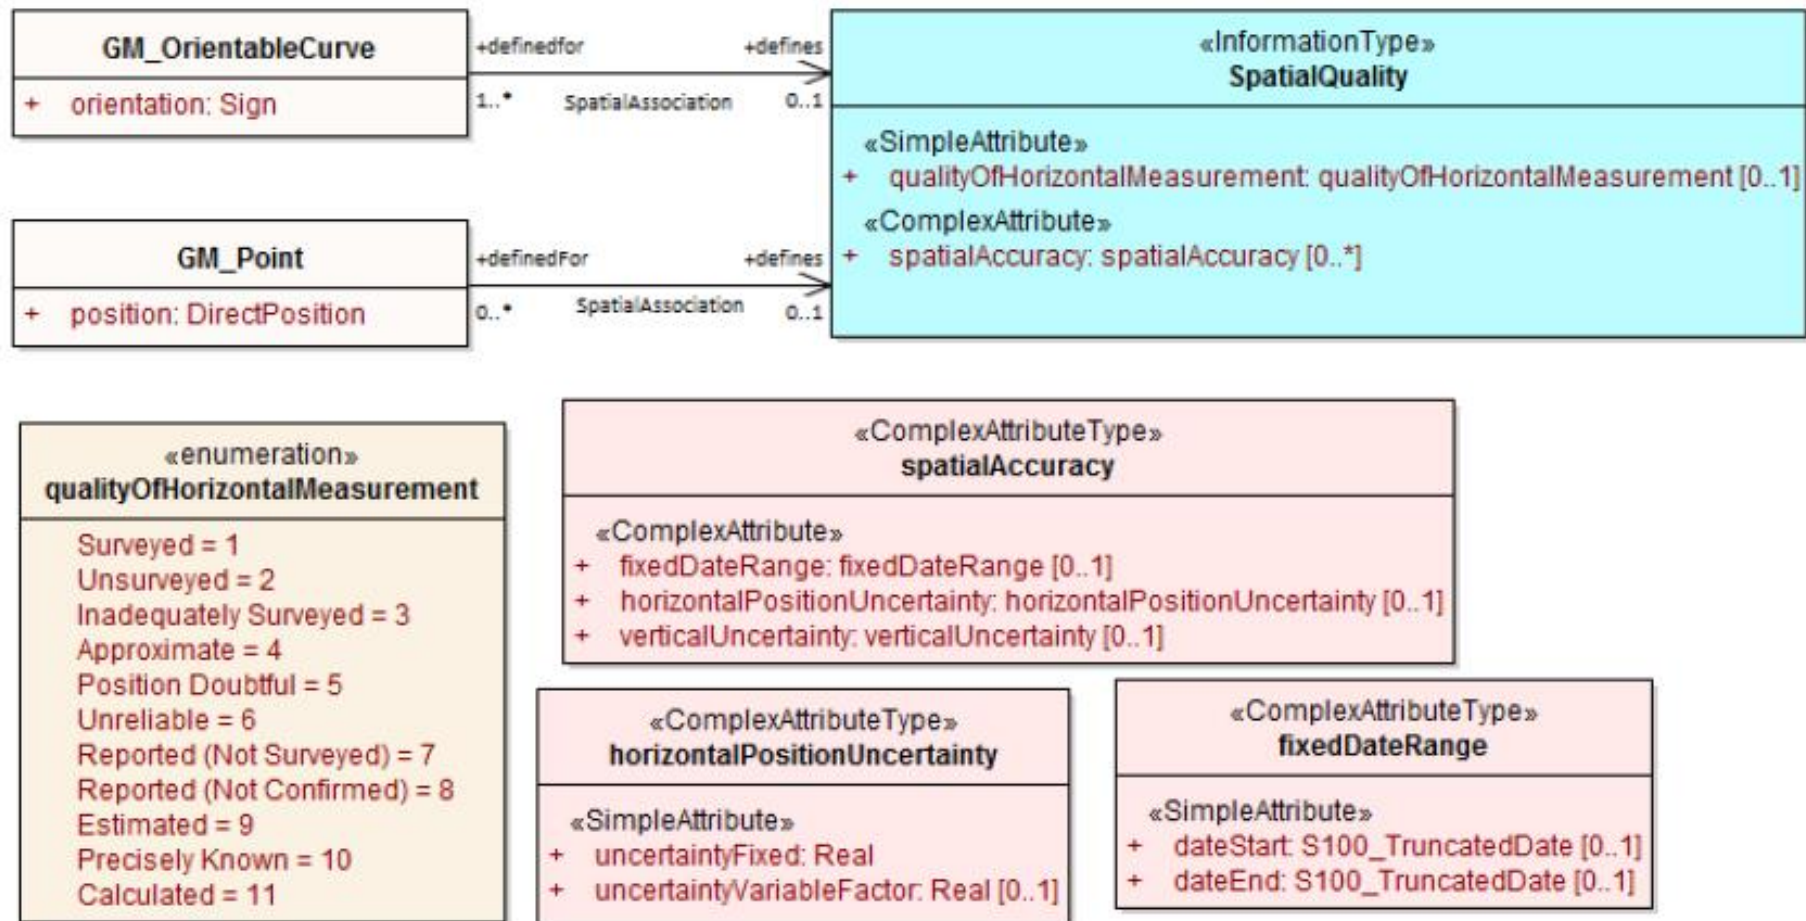 GM_OrientableCurve
+ orientation: Sign
+definedfor
+defines
1..*
SpatialAssociation
0..1
«InformationType»
SpatialQuality
«SimpleAttribute»
+ qualityOfHorizontalMeasurement: qualityOfHorizontalMeasurement [0..1]
«ComplexAttribute»
+ spatialAccuracy: spatialAccuracy [0..*]
GM_Point
+ position: DirectPosition
+definedFor
+defines
0..*
SpatialAssociation
0..1
«enumeration»
qualityOfHorizontalMeasurement
Surveyed = 1
Unsurveyed = 2
Inadequately Surveyed = 3
Approximate = 4
Position Doubtful = 5
Unreliable = 6
Reported (Not Surveyed) = 7
Reported (Not Confirmed) = 8
Estimated = 9
Precisely Known = 10
Calculated = 11
«ComplexAttributeType»
spatialAccuracy
«ComplexAttribute»
+ fixedDateRange: fixedDateRange [0..1]
+ horizontalPositionUncertainty: horizontalPositionUncertainty [0..1]
+ verticalUncertainty: verticalUncertainty [0..1]
«ComplexAttributeType»
horizontalPositionUncertainty
«SimpleAttribute»
+ uncertaintyFixed: Real
+ uncertaintyVariableFactor: Real [0..1]
«ComplexAttributeType»
fixedDateRange
«SimpleAttribute»
+ dateStart: S100_TruncatedDate [0..1]
+ dateEnd: S100_TruncatedDate [0..1]